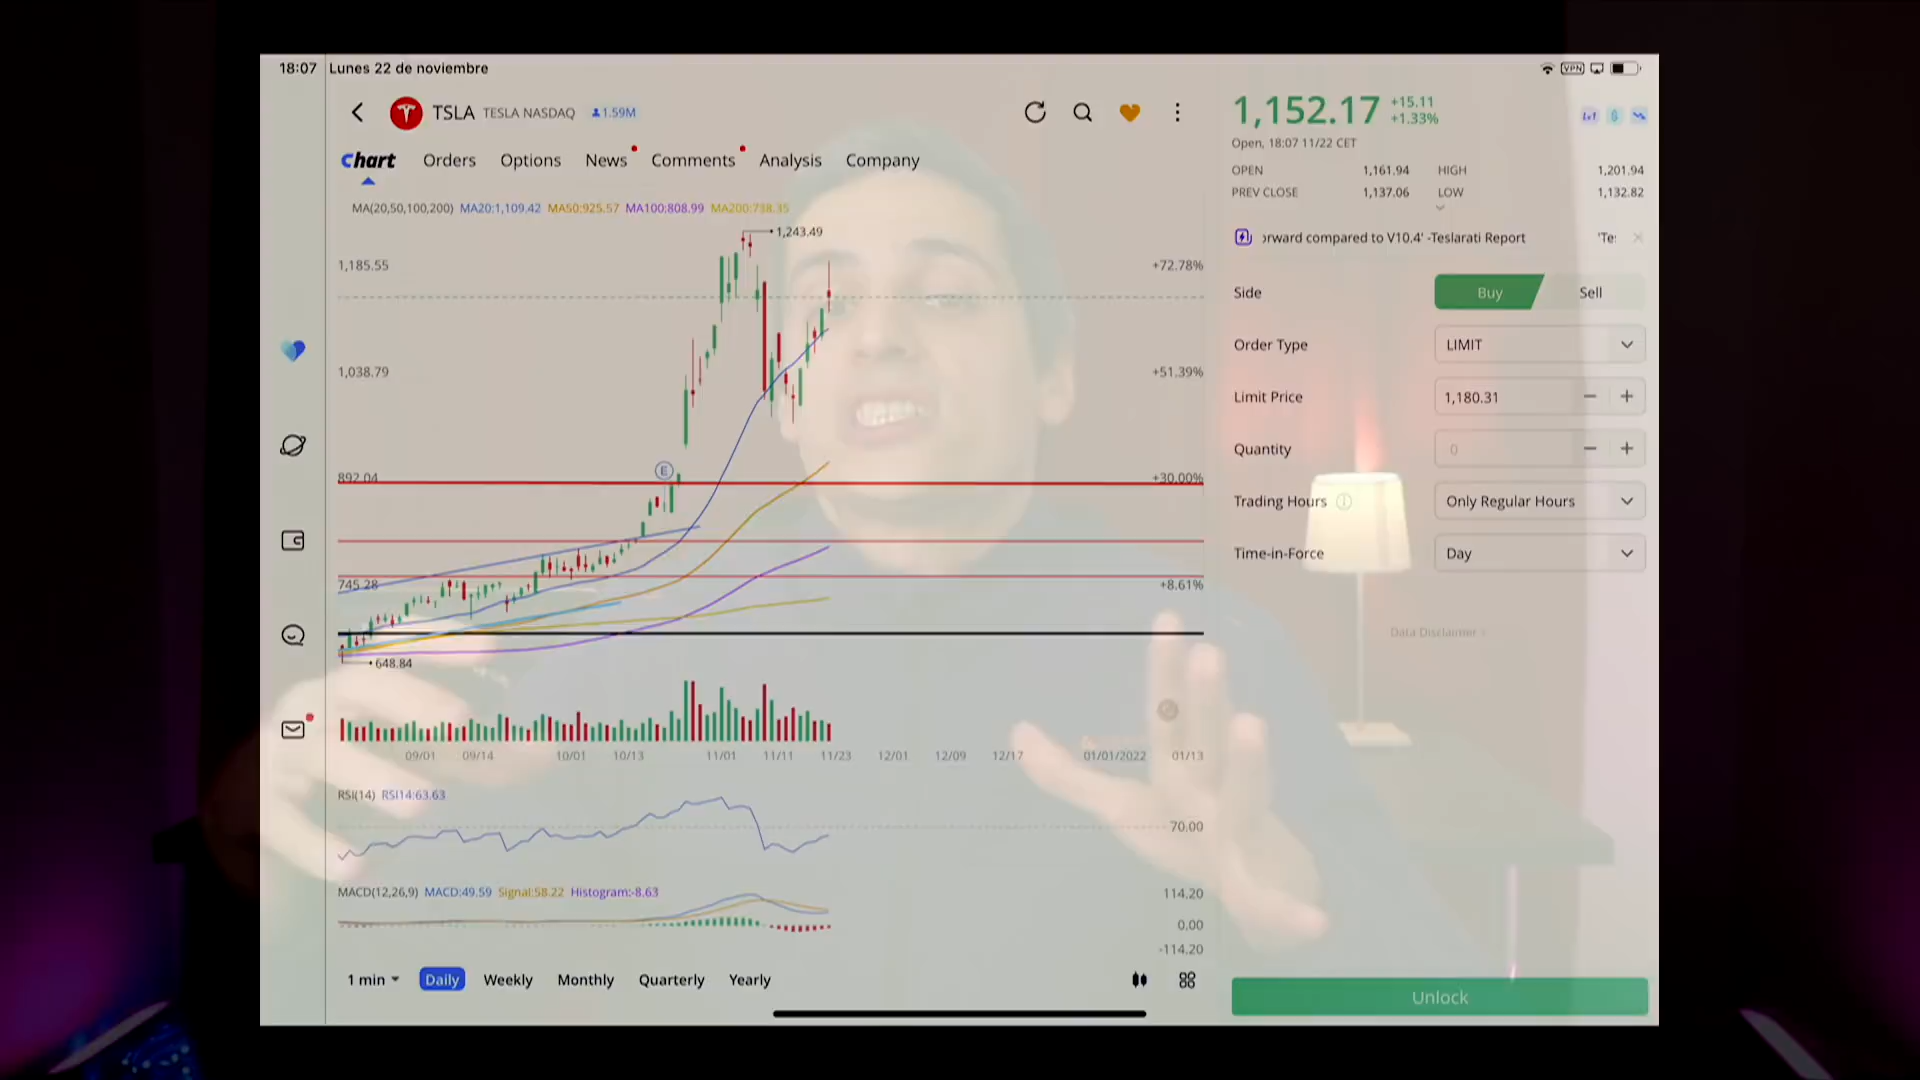 18:07 Lunes 22 de noviembre
VPN
TSLA TESLA NASDAQ 1.59M
1,152.17 +15.11
+1.33%
Lv1
Open, 18:07 11/22 CET
Chart Orders Options News Comments Analysis Company
OPEN 1,161.94 HIGH 1,201.94
PREV CLOSE 1,137.06 LOW 1,132.82
MA(20,50,100,200) MA20:1,109.42 MA50:925.57 MA100:808.99 MA200:738.35
orward compared to V10.4' -Teslarati Report 'Te:
1,243.49
1,185.55 +72.78%
1,038.79 +51.39%
E
892.04 +30.00%
745.28 +8.61%
648.84
Side Buy Sell
Order Type LIMIT
Limit Price 1,180.31
Quantity 0
Trading Hours Only Regular Hours
Time-in-Force Day
Data Disclaimer >
09/01 09/14 10/01 10/13 11/01 11/11 11/23 12/01 12/09 12/17 01/01/2022 01/13
RSI(14) RSI14:63.63
70.00
MACD(12,26,9) MACD:49.59 Signal:58.22 Histogram:-8.63
114.20
0.00
-114.20
1 min Daily Weekly Monthly Quarterly Yearly
Unlock